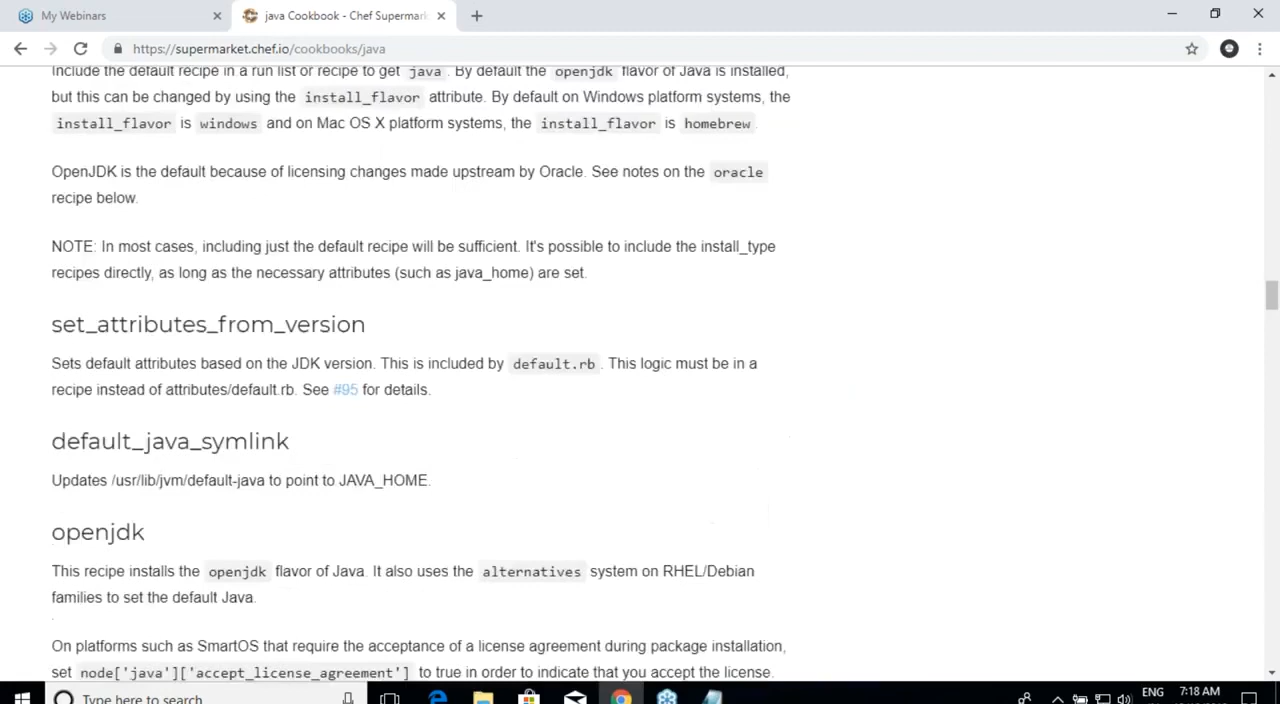 My Webinars
java Cookbook - Chef Supermark
https://supermarket.chef.io/cookbooks/java
Include the default recipe in a run list or recipe to get java . By default the openjdk flavor of Java is installed,
but this can be changed by using the install_flavor attribute. By default on Windows platform systems, the
install_flavor is windows and on Mac OS X platform systems, the install_flavor is homebrew .
OpenJDK is the default because of licensing changes made upstream by Oracle. See notes on the oracle
recipe below.
NOTE: In most cases, including just the default recipe will be sufficient. It's possible to include the install_type
recipes directly, as long as the necessary attributes (such as java_home) are set.
set_attributes_from_version
Sets default attributes based on the JDK version. This is included by default.rb . This logic must be in a
recipe instead of attributes/default.rb. See #95 for details.
default_java_symlink
Updates /usr/lib/jvm/default-java to point to JAVA_HOME.
openjdk
This recipe installs the openjdk flavor of Java. It also uses the alternatives system on RHEL/Debian
families to set the default Java.
On platforms such as SmartOS that require the acceptance of a license agreement during package installation,
set node['java']['accept_license_agreement'] to true in order to indicate that you accept the license.
Type here to search
ENG
7:18 AM